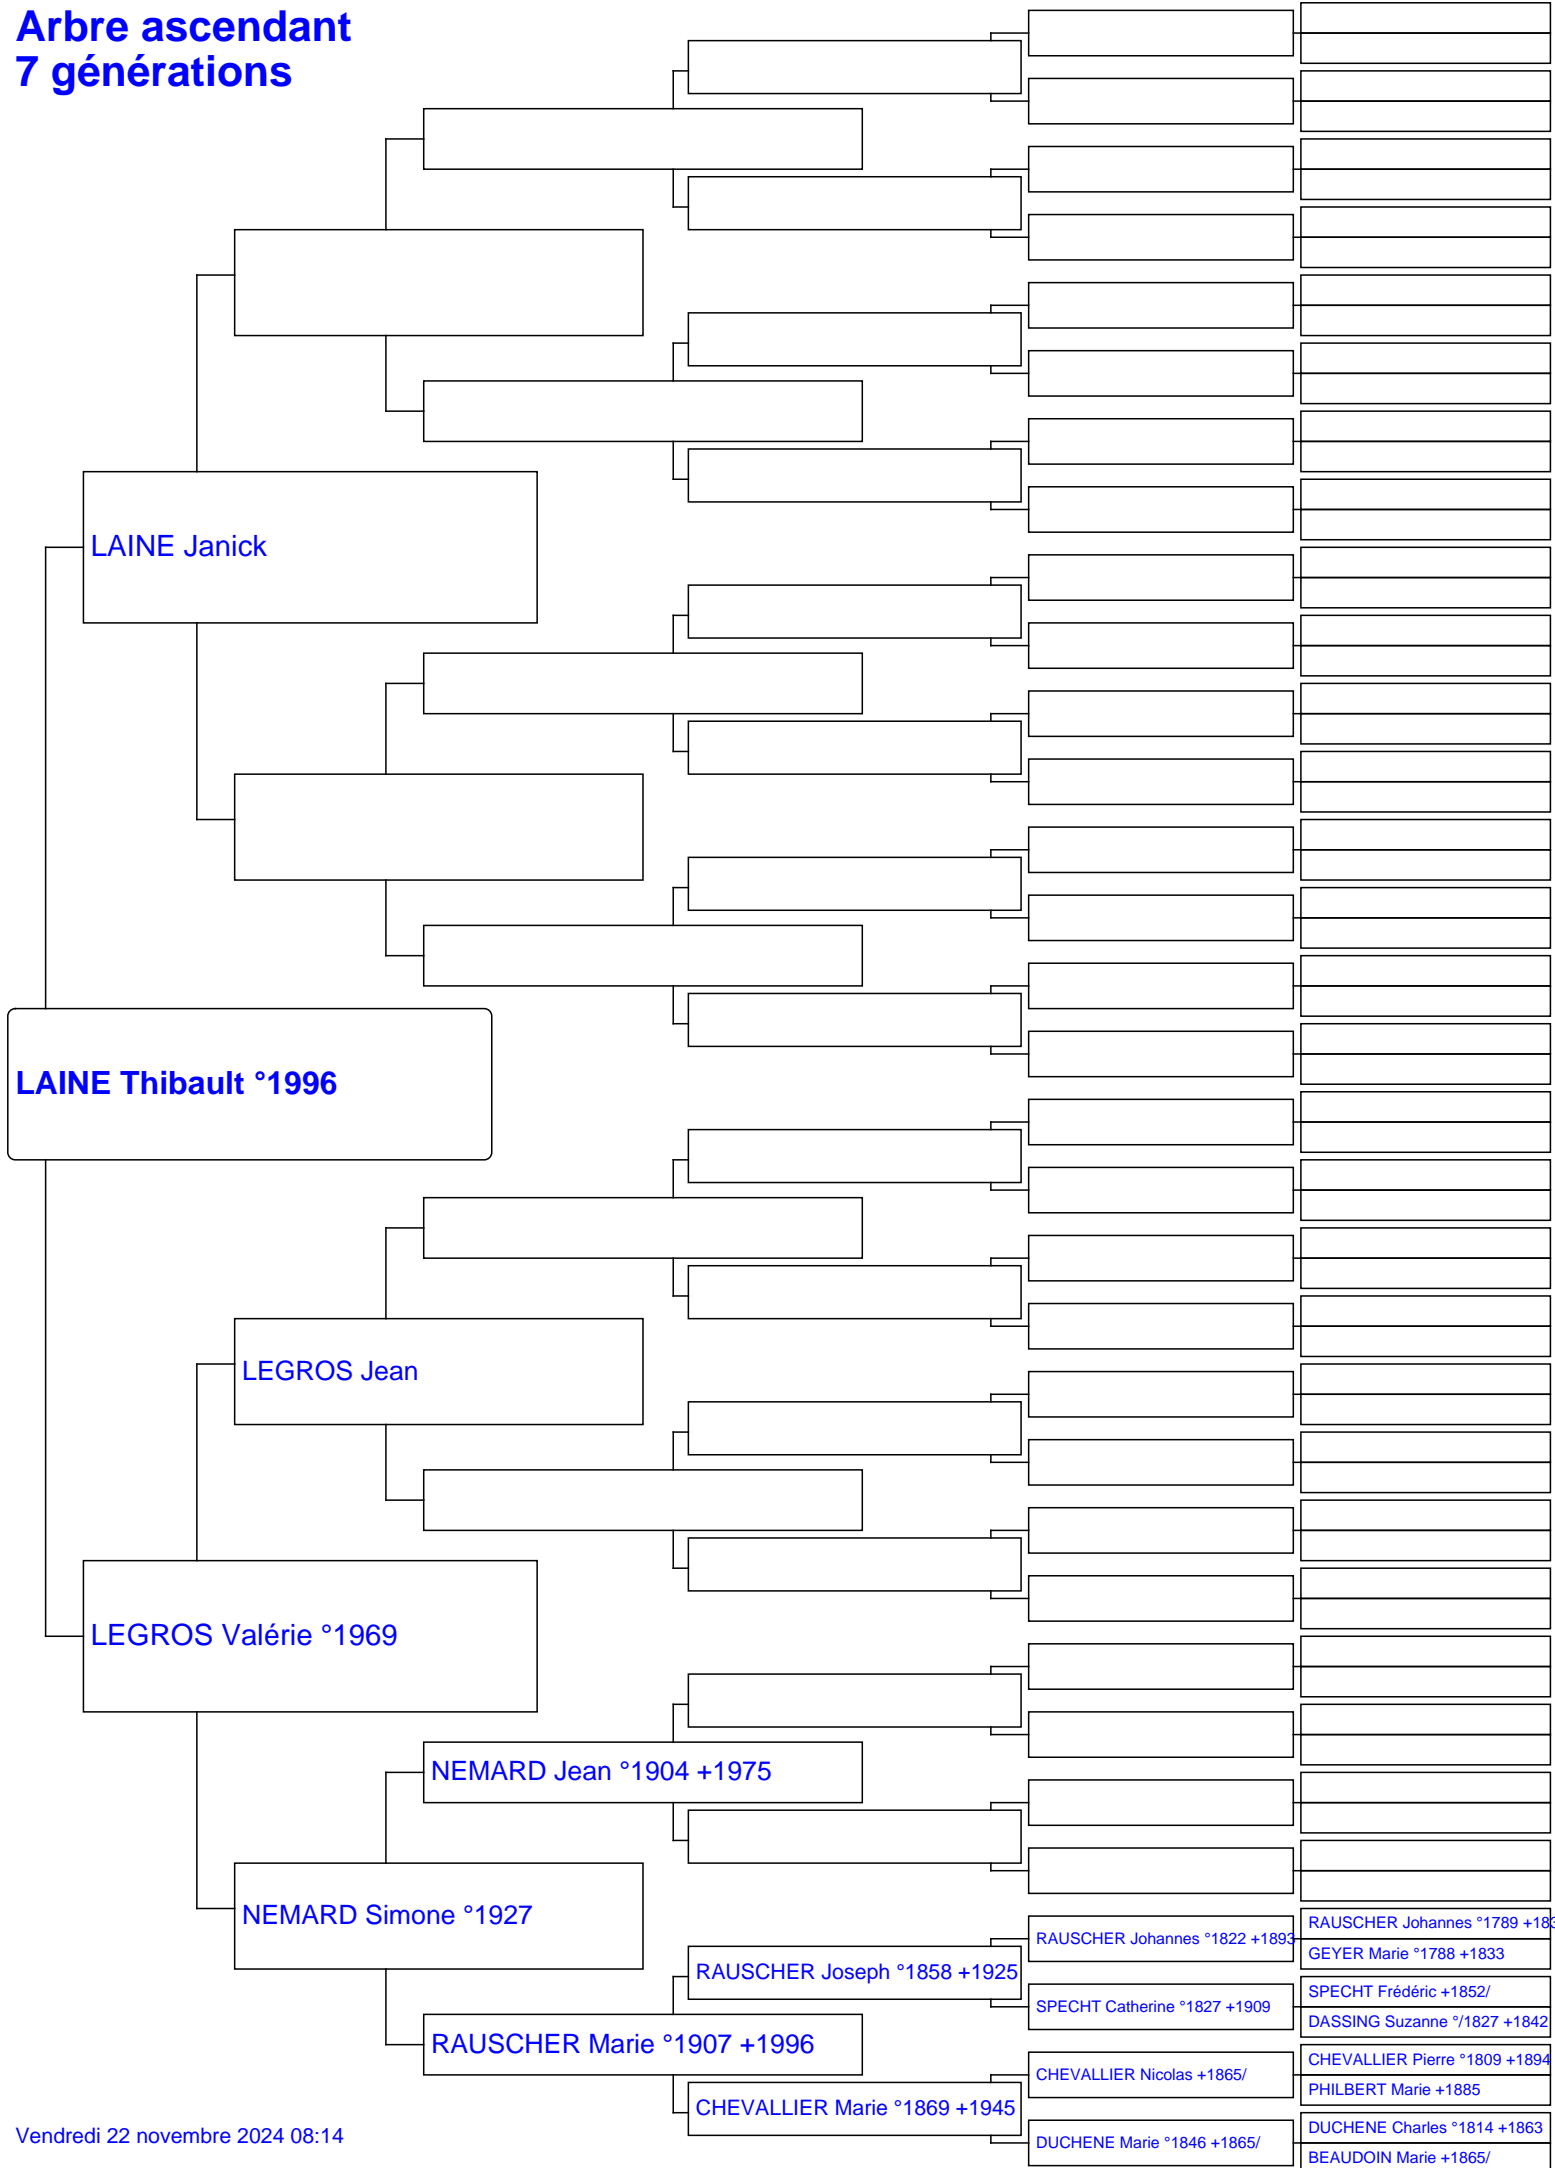 Arbre ascendant
7 générations
LAINE Janick
LAINE Thibault °1996
LEGROS Jean
LEGROS Valérie °1969
NEMARD Jean °1904 +1975
NEMARD Simone °1927
RAUSCHER Johannes °1789 +183
RAUSCHER Johannes °1822 +1893
GEYER Marie °1788 +1833
RAUSCHER Joseph °1858 +1925
SPECHT Frédéric +1852/
SPECHT Catherine °1827 +1909
DASSING Suzanne °/1827 +1842
RAUSCHER Marie °1907 +1996
CHEVALLIER Pierre °1809 +1894
CHEVALLIER Nicolas +1865/
PHILBERT Marie +1885
CHEVALLIER Marie °1869 +1945
DUCHENE Charles °1814 +1863
DUCHENE Marie °1846 +1865/
BEAUDOIN Marie +1865/
Vendredi 22 novembre 2024 08:14